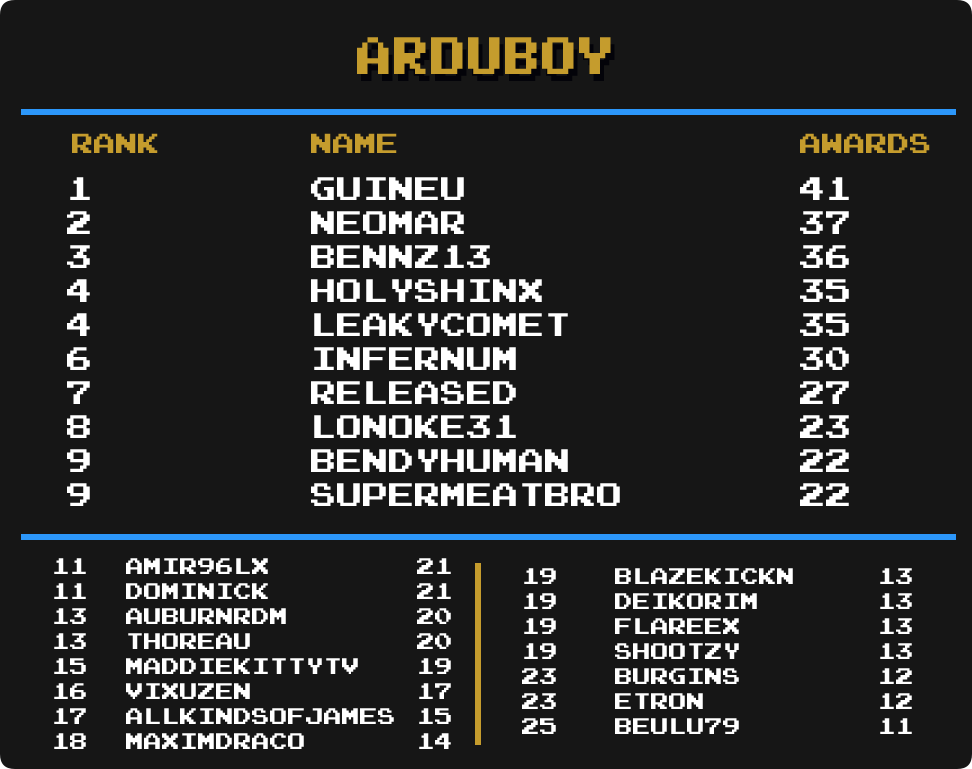 ARDUBOY
RANK NAME AWARDS
1 GUINEU 41
2 NEOMAR 37
3 BENNZ13 36
4 HOLYSHINX 35
4 LEAKYCOMET 35
6 INFERNUM 30
7 RELEASED 27
8 LONOKE31 23
9 BENDYHUMAN 22
9 SUPERMEATBRO 22
11 AMIR96LX 21
11 DOMINICK 21
13 AUBURNRDM 20
13 THOREAU 20
15 MADDIEKITTYTV 19
16 VIXUZEN 17
17 ALLKINDSOFJAMES 15
18 MAXIMDRACO 14
19 BLAZEKICKN 13
19 DEIKORIM 13
19 FLAREEX 13
19 SHOOTZY 13
23 BURGINS 12
23 ETRON 12
25 BEULU79 11